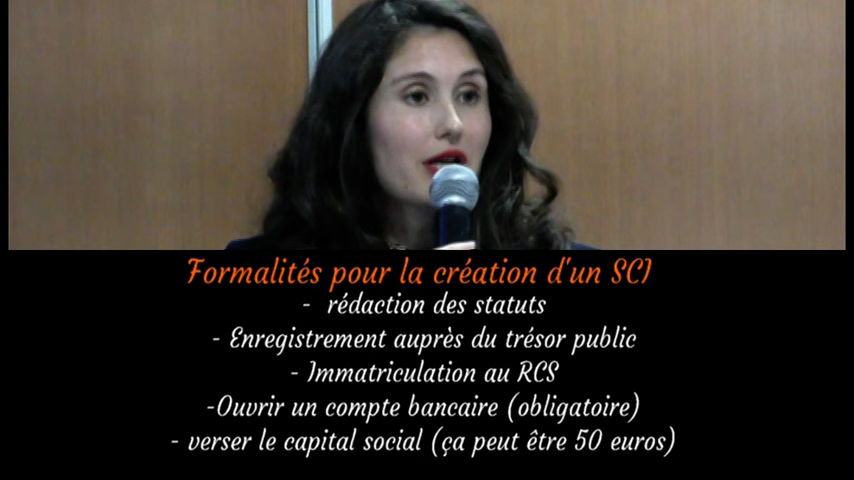 Formalités pour la création d'un SCI
- rédaction des statuts
- Enregistrement auprès du trésor public
- Immatriculation au RCS
-Ouvrir un compte bancaire (obligatoire)
- verser le capital social (ça peut être 50 euros)